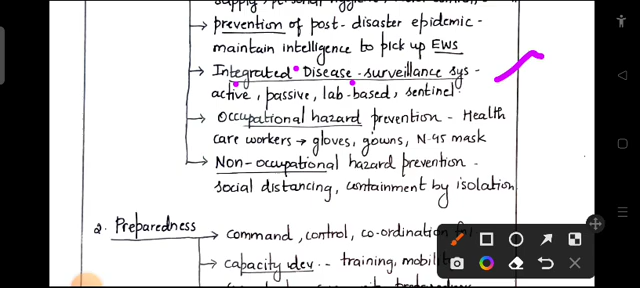 prevention of post-disaster epidemic -
maintain intelligence to pick up EWS
→ Integrated Disease surveillance sys -
active, passive, lab-based, sentinel
→ Occupational hazard prevention - Health
care workers → gloves, gowns, N-95 mask
→ Non-occupational hazard prevention -
social distancing, containment by isolation
2. Preparedness → command, control, co-ordination
→ capacity dev - training,